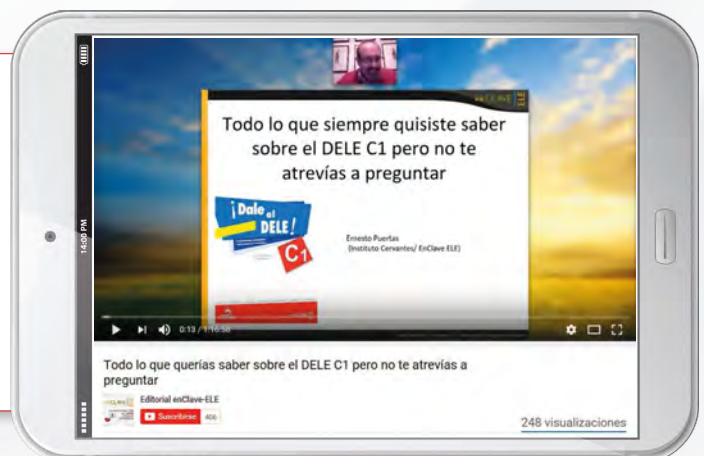 14:00 PM
enCLAVE ELE
Todo lo que siempre quisiste saber
sobre el DELE C1 pero no te
atrevías a preguntar
¡Dale al
DELE!
C1
Ernesto Puertas
(Instituto Cervantes/ EnClave ELE)
0:13 / 1:16:58
Todo lo que querías saber sobre el DELE C1 pero no te atrevías a
preguntar
Editorial enClave-ELE
Suscribirse 406
248 visualizaciones